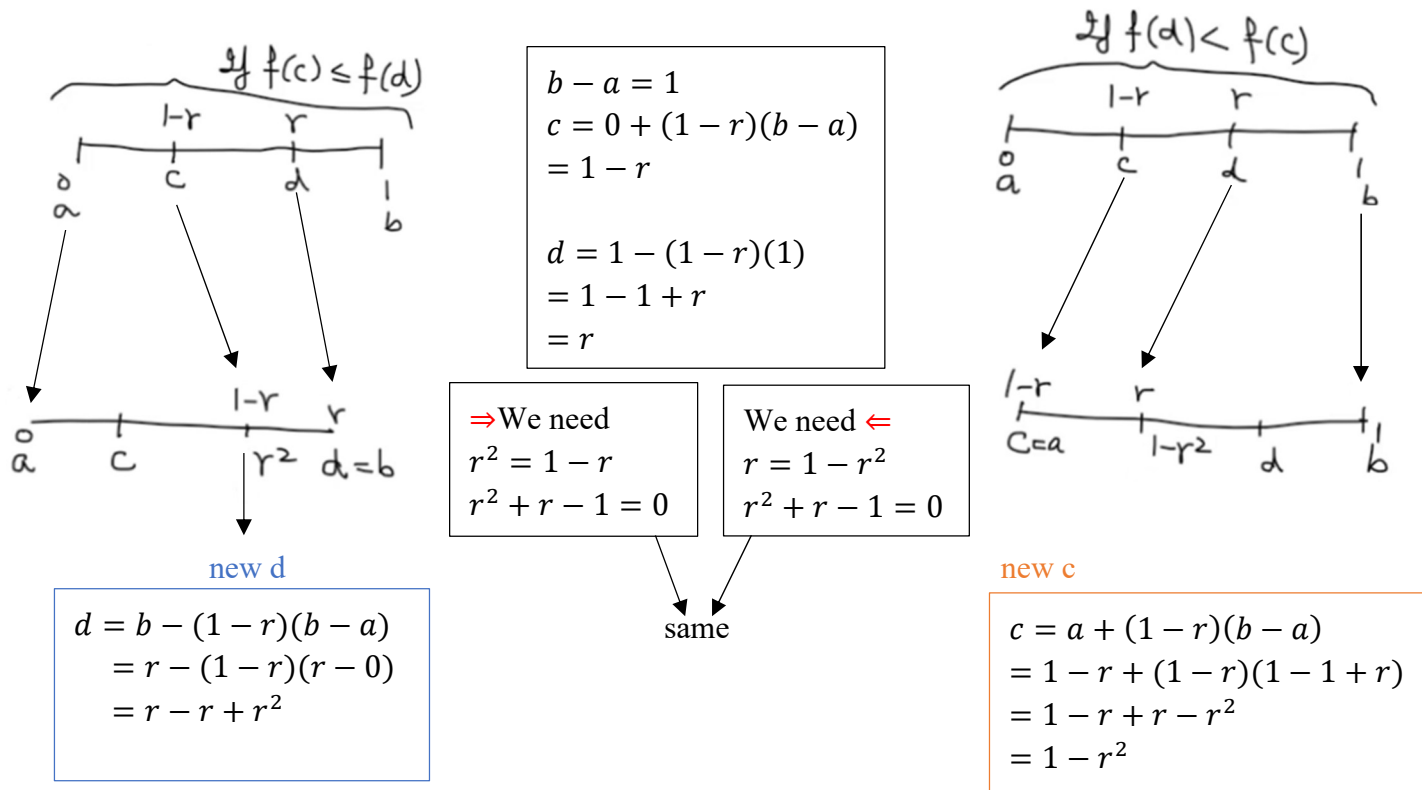 If f(c) ≤ f(d)
1-r r
0 c d 1
a b
1-r r
0
a c r² d=b
new d
d = b − (1 − r)(b − a)
= r − (1 − r)(r − 0)
= r − r + r²
b − a = 1
c = 0 + (1 − r)(b − a)
= 1 − r
d = 1 − (1 − r)(1)
= 1 − 1 + r
= r
⇒We need
r² = 1 − r
r² + r − 1 = 0
We need ⇐
r = 1 − r²
r² + r − 1 = 0
same
If f(d) < f(c)
1-r r
0 c d 1
a b
1-r r
c=a 1-r² d 1
b
new c
c = a + (1 − r)(b − a)
= 1 − r + (1 − r)(1 − 1 + r)
= 1 − r + r − r²
= 1 − r²